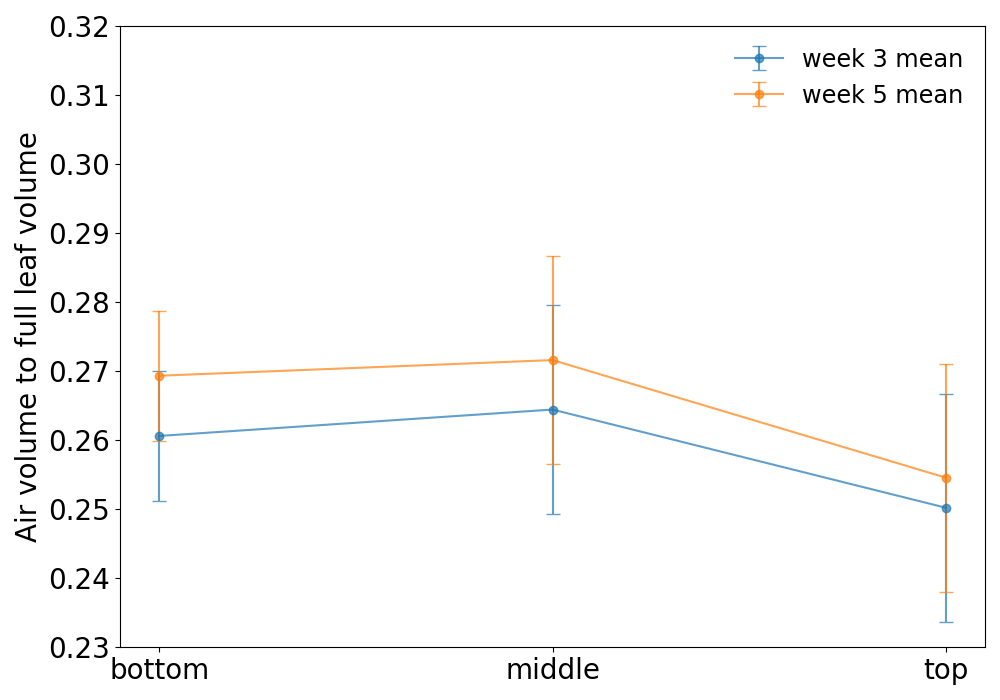 0.32
0.31
0.30
0.29
0.28
0.27
0.26
0.25
0.24
0.23
Air volume to full leaf volume
week 3 mean
week 5 mean
bottom
middle
top